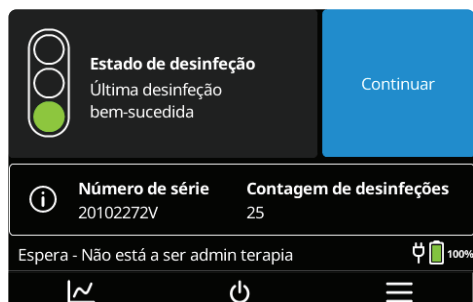 Estado de desinfeção
Última desinfeção
bem-sucedida
Continuar
Número de série
20102272V
Contagem de desinfeções
25
Espera - Não está a ser admin terapia
100%